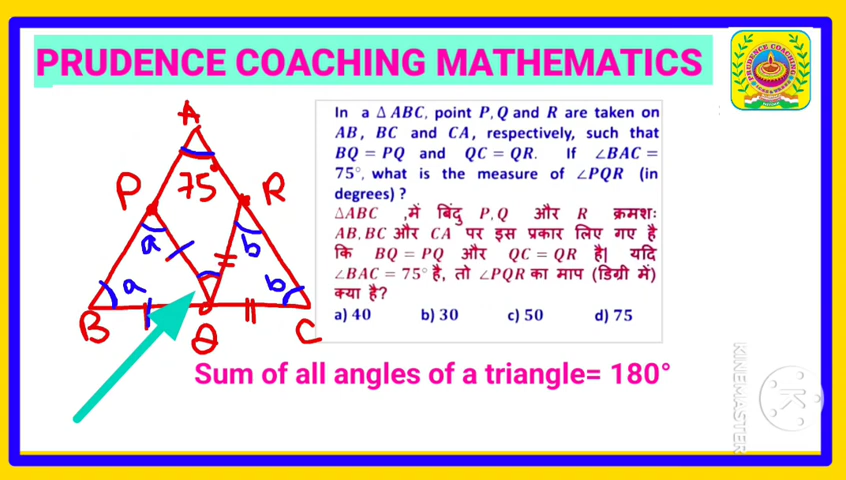 PRUDENCE COACHING MATHEMATICS
PRUDENCE COACHING
A
P
75°
R
a
b
a
b
B
Q
C
In a Δ ABC, point P, Q and R are taken on
AB, BC and CA, respectively, such that
BQ = PQ and QC = QR. If ∠BAC =
75°, what is the measure of ∠PQR (in
degrees) ?
ΔABC ,में बिंदु P, Q और R क्रमशः
AB, BC और CA पर इस प्रकार लिए गए है
कि BQ = PQ और QC = QR है| यदि
∠BAC = 75° है, तो ∠PQR का माप (डिग्री में)
क्या है?
a) 40 b) 30 c) 50 d) 75
Sum of all angles of a triangle= 180°
KINEMASTER